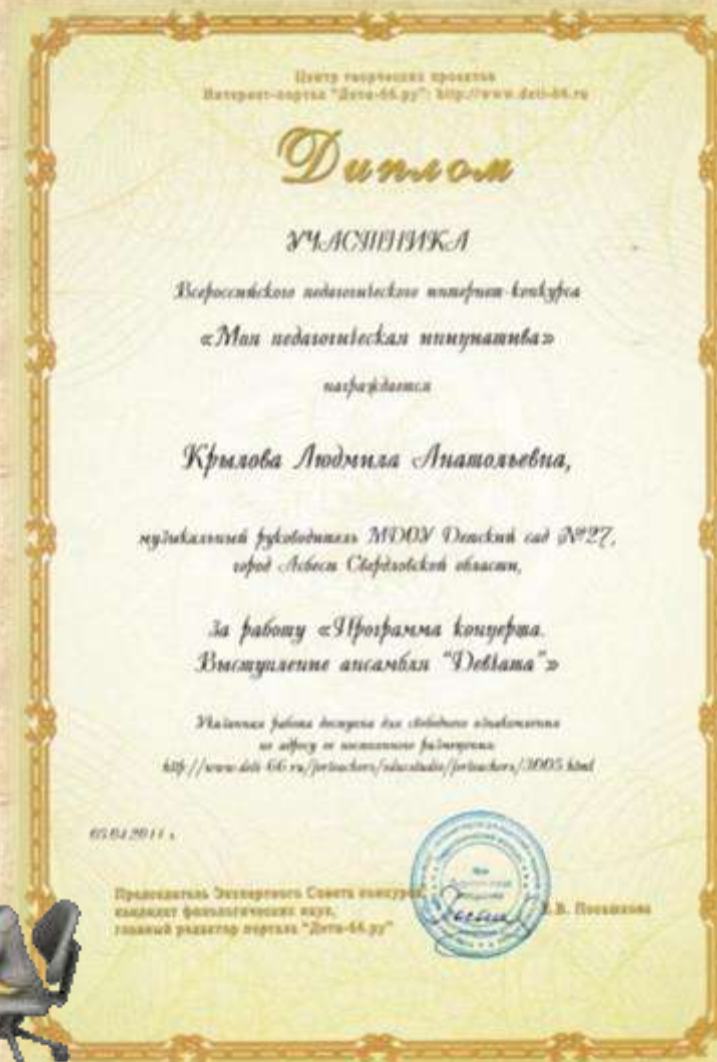 Центр творческих проектов
Интернет-портал "Дети-66.ру": http://www.deti-66.ru
Диплом
УЧАСТНИКА
Всероссийского педагогического интернет-конкурса
«Моя педагогическая инициатива»
награждается
Крылова Людмила Анатольевна,
музыкальный руководитель МДОУ Детский сад №27,
город Асбест Свердловской области,
За работу «Программа концерта.
Выступление ансамбля "Девчата"»
Указанная работа доступна для свободного ознакомления
по адресу ее постоянного размещения
http://www.deti-66.ru/forteachers/educstudio/forteachers/3005.html
Председатель Экспертного Совета конкурса,
кандидат филологических наук,
главный редактор портала "Дети-66.ру"